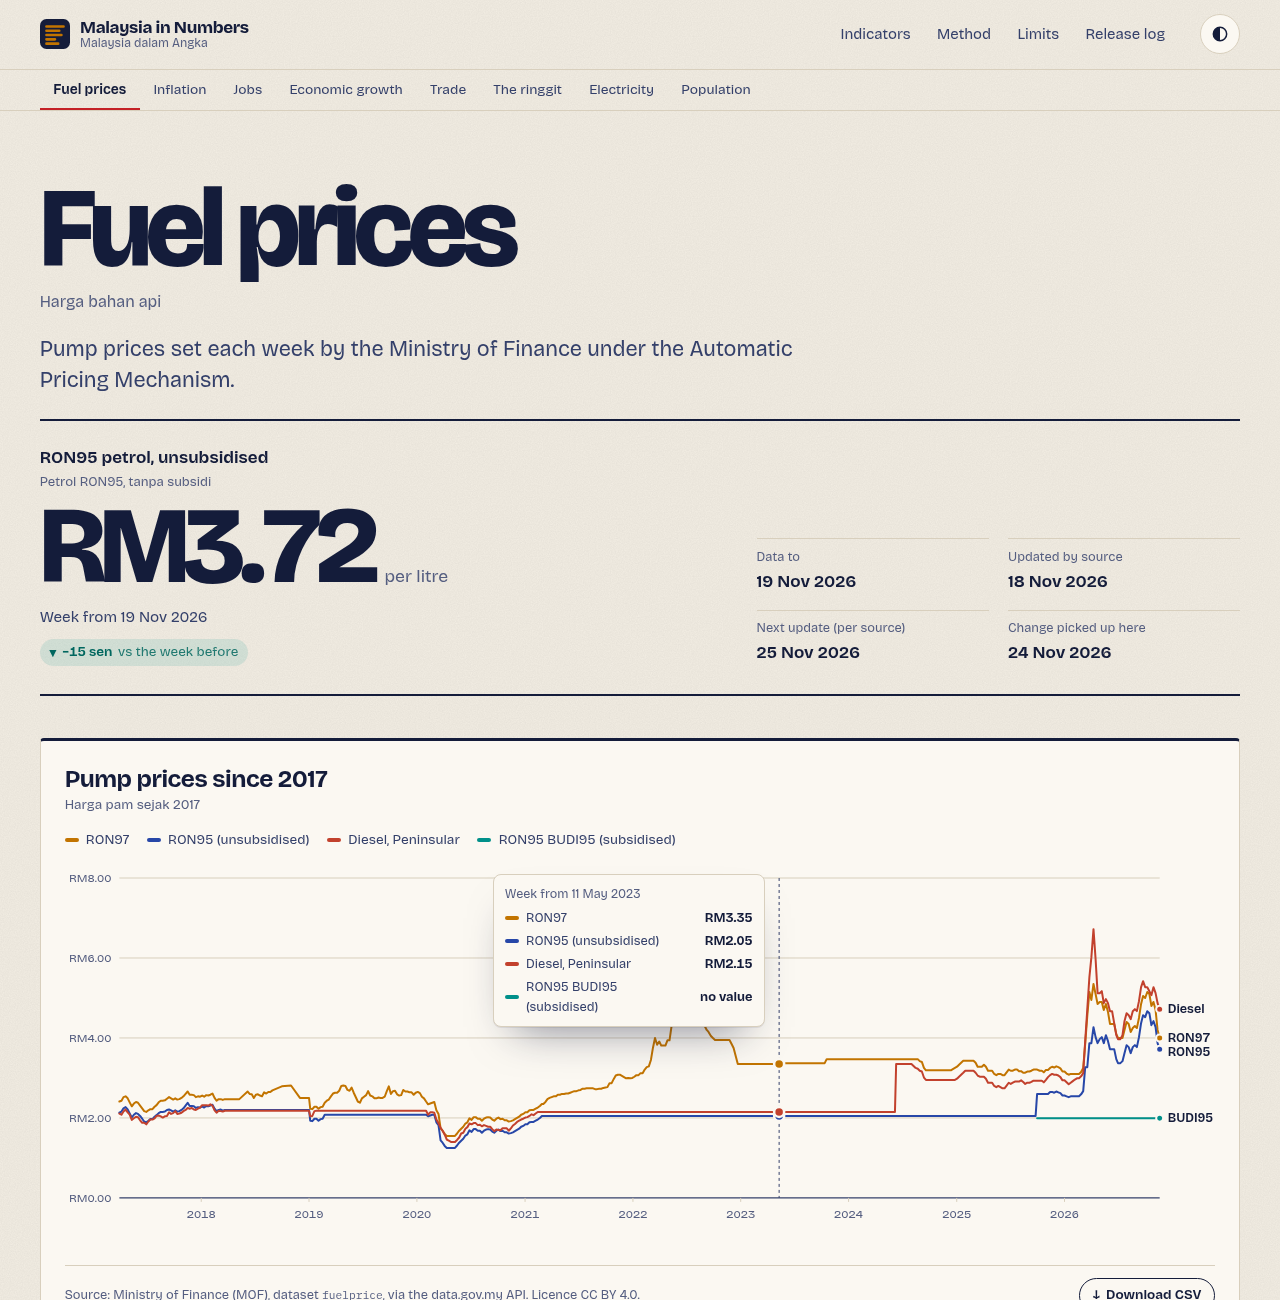 Malaysia in Numbers
Malaysia dalam Angka
Indicators Method Limits Release log
Fuel prices Inflation Jobs Economic growth Trade The ringgit Electricity Population
Fuel prices
Harga bahan api
Pump prices set each week by the Ministry of Finance under the Automatic
Pricing Mechanism.
RON95 petrol, unsubsidised
Petrol RON95, tanpa subsidi
RM3.72 per litre
Week from 19 Nov 2026
▼ −15 sen vs the week before
Data to
19 Nov 2026
Updated by source
18 Nov 2026
Next update (per source)
25 Nov 2026
Change picked up here
24 Nov 2026
Pump prices since 2017
Harga pam sejak 2017
RON97 RON95 (unsubsidised) Diesel, Peninsular RON95 BUDI95 (subsidised)
RM8.00
RM6.00
RM4.00
RM2.00
RM0.00
Week from 11 May 2023
RON97 RM3.35
RON95 (unsubsidised) RM2.05
Diesel, Peninsular RM2.15
RON95 BUDI95
(subsidised) no value
Diesel
RON97
RON95
BUDI95
2018 2019 2020 2021 2022 2023 2024 2025 2026
Source: Ministry of Finance (MOF), dataset fuelprice, via the data.gov.my API. Licence CC BY 4.0.
↓ Download CSV